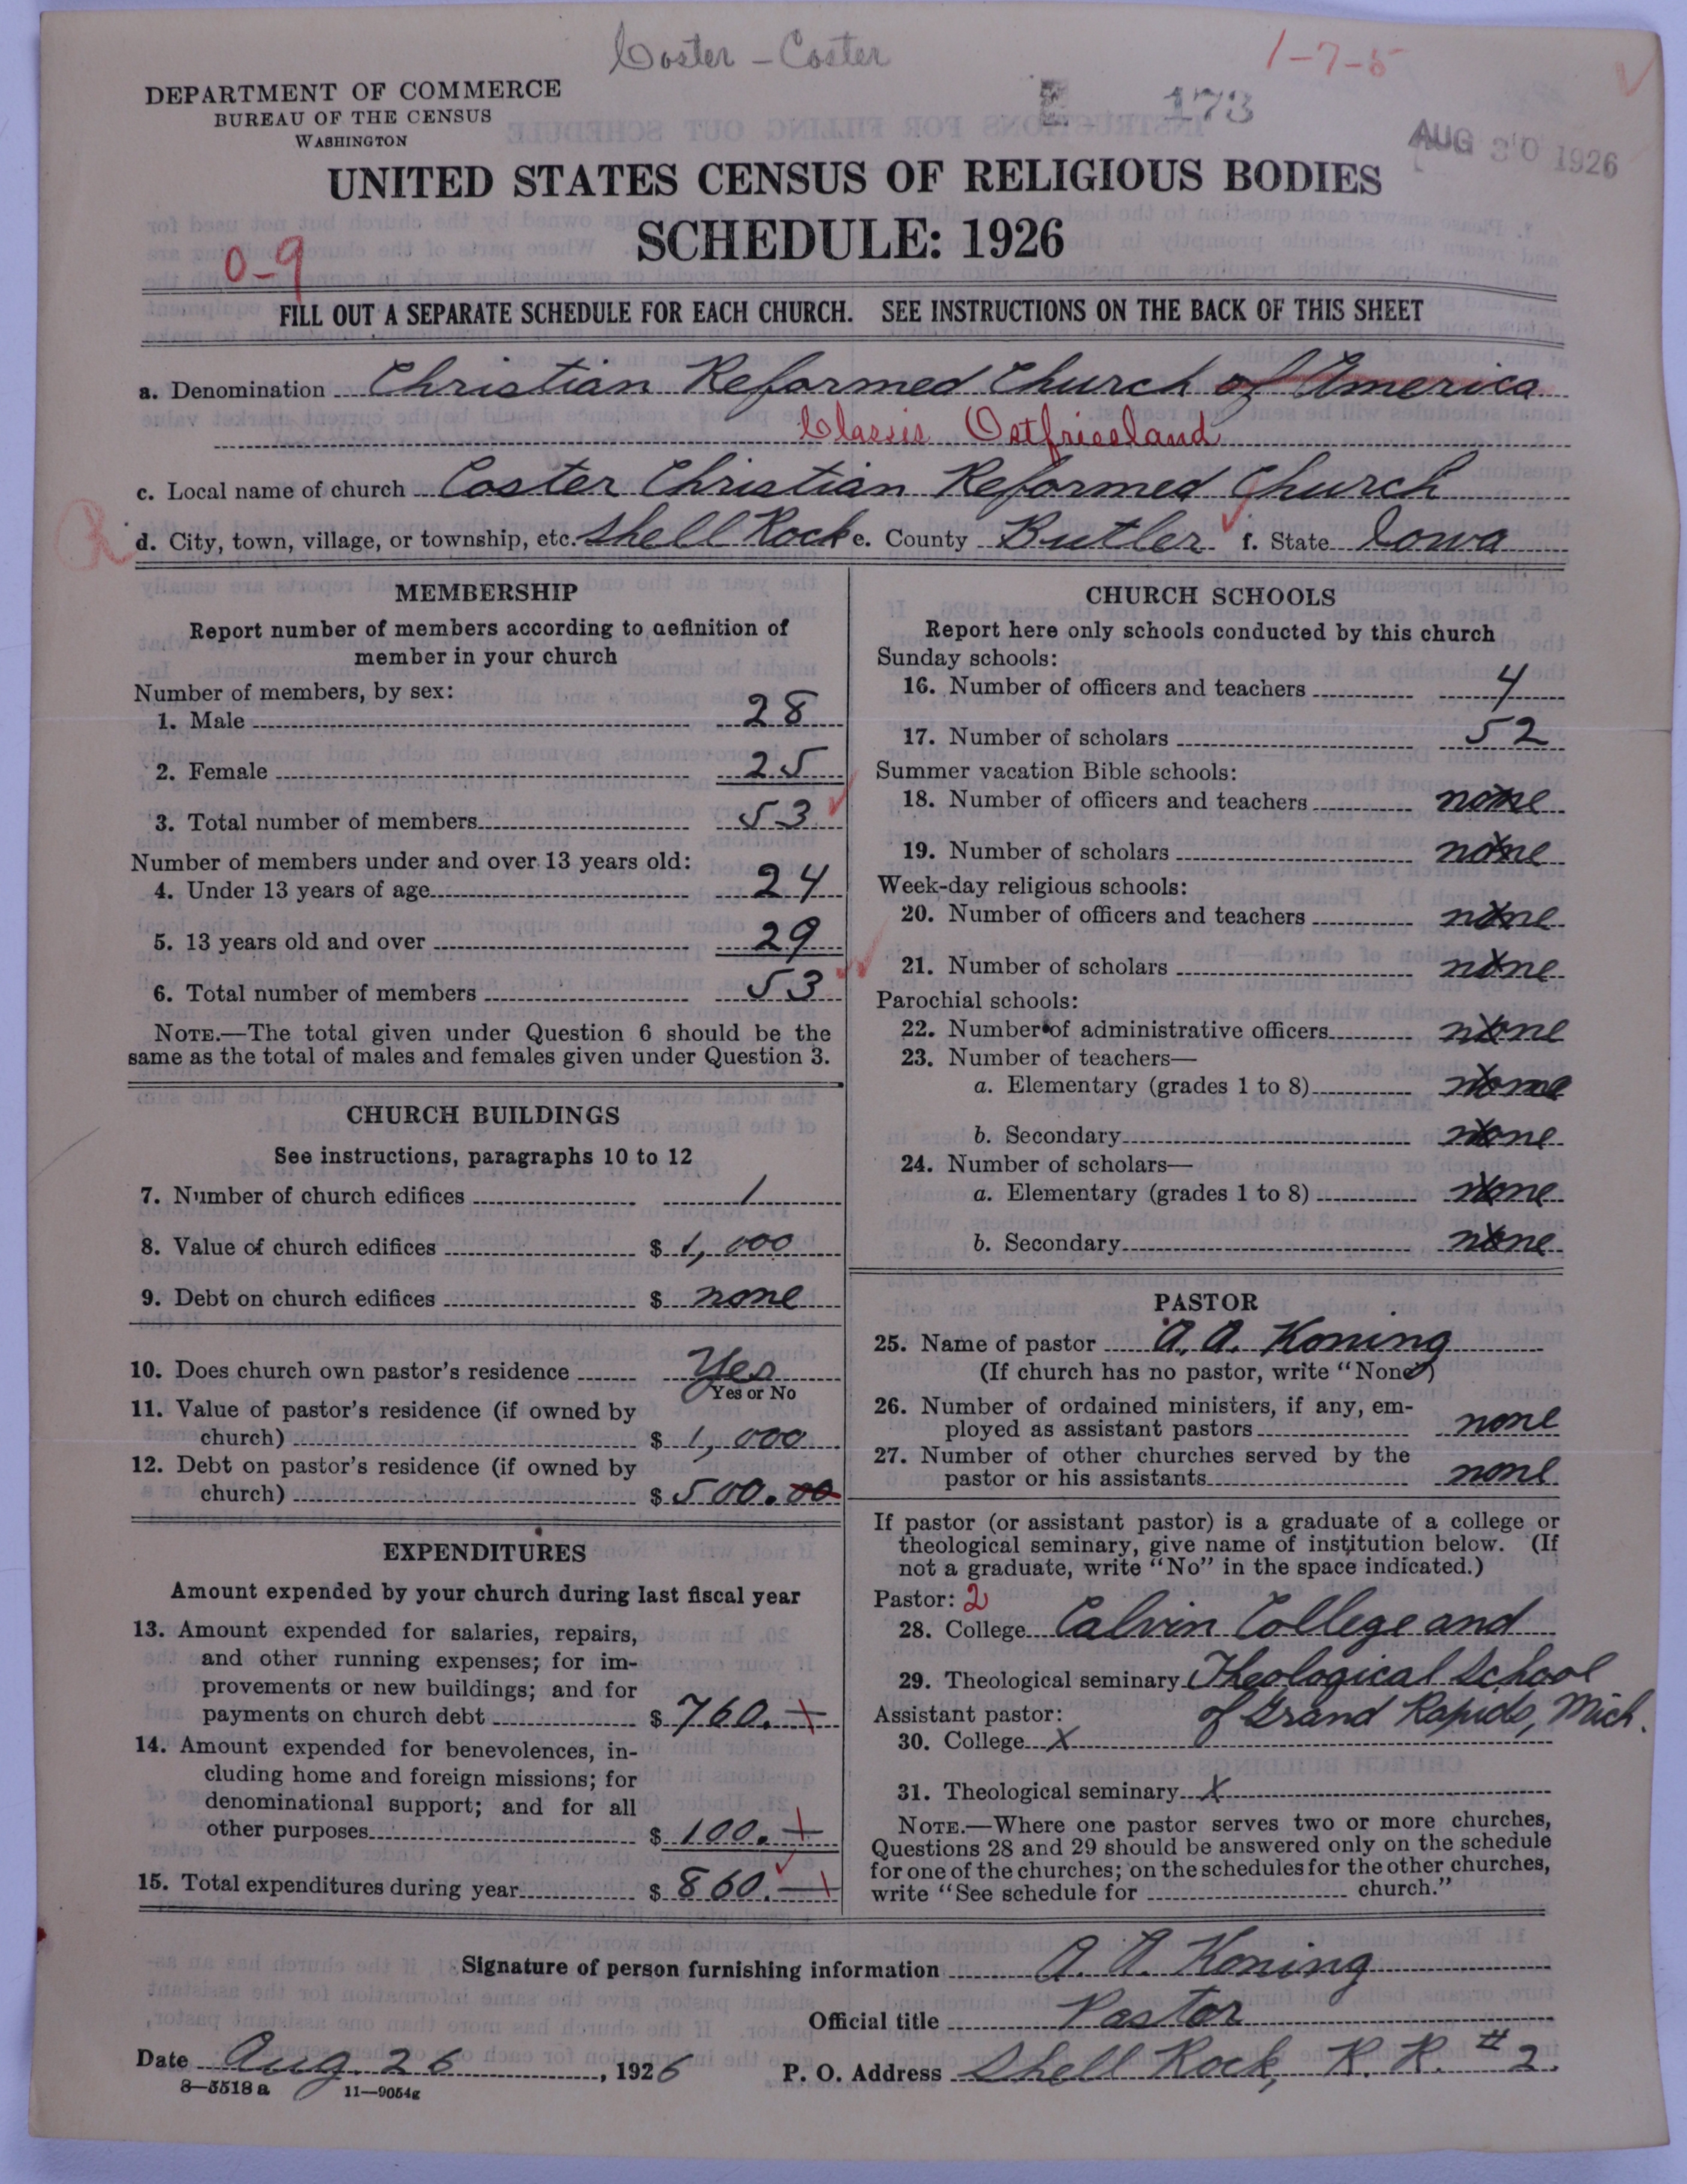 Coster - Coster
1-7-5
DEPARTMENT OF COMMERCE
BUREAU OF THE CENSUS
WASHINGTON
173
AUG 30 1926
UNITED STATES CENSUS OF RELIGIOUS BODIES
SCHEDULE: 1926
0-9
FILL OUT A SEPARATE SCHEDULE FOR EACH CHURCH. SEE INSTRUCTIONS ON THE BACK OF THIS SHEET
a. Denomination Christian Reformed Church of America
Classis Ostfriesland
c. Local name of church Coster Christian Reformed Church
d. City, town, village, or township, etc. Shell Rock e. County Butler f. State Iowa
MEMBERSHIP
Report number of members according to definition of
member in your church
Number of members, by sex:
1. Male 28
2. Female 25
3. Total number of members 53
Number of members under and over 13 years old:
4. Under 13 years of age 24
5. 13 years old and over 29
6. Total number of members 53
NOTE.—The total given under Question 6 should be the
same as the total of males and females given under Question 3.
CHURCH BUILDINGS
See instructions, paragraphs 10 to 12
7. Number of church edifices 1
8. Value of church edifices $ 1,000
9. Debt on church edifices $ none
10. Does church own pastor's residence Yes
Yes or No
11. Value of pastor's residence (if owned by
church) $ 1,000
12. Debt on pastor's residence (if owned by
church) $ 500.00
EXPENDITURES
Amount expended by your church during last fiscal year
13. Amount expended for salaries, repairs,
and other running expenses; for im-
provements or new buildings; and for
payments on church debt $ 760.
14. Amount expended for benevolences, in-
cluding home and foreign missions; for
denominational support; and for all
other purposes $ 100.
15. Total expenditures during year $ 860.
CHURCH SCHOOLS
Report here only schools conducted by this church
Sunday schools:
16. Number of officers and teachers 4
17. Number of scholars 52
Summer vacation Bible schools:
18. Number of officers and teachers none
19. Number of scholars none
Week-day religious schools:
20. Number of officers and teachers none
21. Number of scholars none
Parochial schools:
22. Number of administrative officers none
23. Number of teachers—
a. Elementary (grades 1 to 8) none
b. Secondary none
24. Number of scholars—
a. Elementary (grades 1 to 8) none
b. Secondary none
PASTOR
25. Name of pastor A. A. Koning
(If church has no pastor, write "None")
26. Number of ordained ministers, if any, em-
ployed as assistant pastors none
27. Number of other churches served by the
pastor or his assistants none
If pastor (or assistant pastor) is a graduate of a college or
theological seminary, give name of institution below. (If
not a graduate, write "No" in the space indicated.)
Pastor: 2
28. College Calvin College and
29. Theological seminary Theological School
Assistant pastor: of Grand Rapids, Mich.
30. College X
31. Theological seminary X
NOTE.—Where one pastor serves two or more churches,
Questions 28 and 29 should be answered only on the schedule
for one of the churches; on the schedules for the other churches,
write "See schedule for church."
Signature of person furnishing information A. A. Koning
Official title Pastor
Date Aug. 26, 1926 P. O. Address Shell Rock, R. R. #2.
8—5518 a 11—9054g